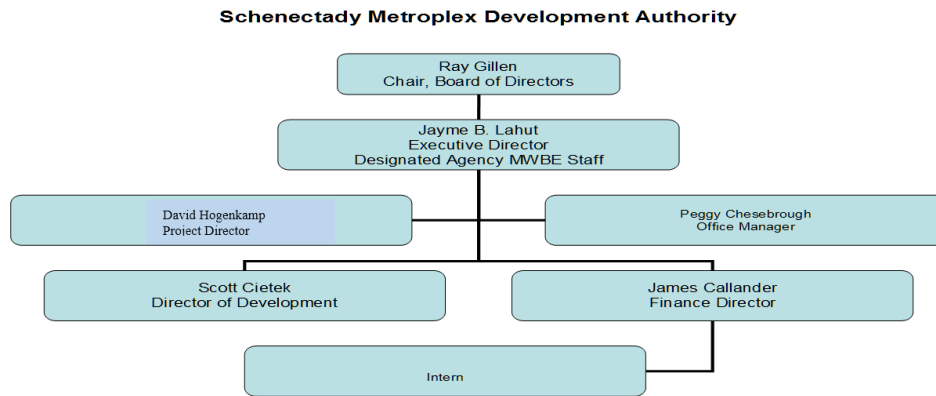 Schenectady Metroplex Development Authority
Ray Gillen
Chair, Board of Directors
Jayme B. Lahut
Executive Director
Designated Agency MWBE Staff
David Hogenkamp
Project Director
Peggy Chesebrough
Office Manager
Scott Cietek
Director of Development
James Callander
Finance Director
Intern